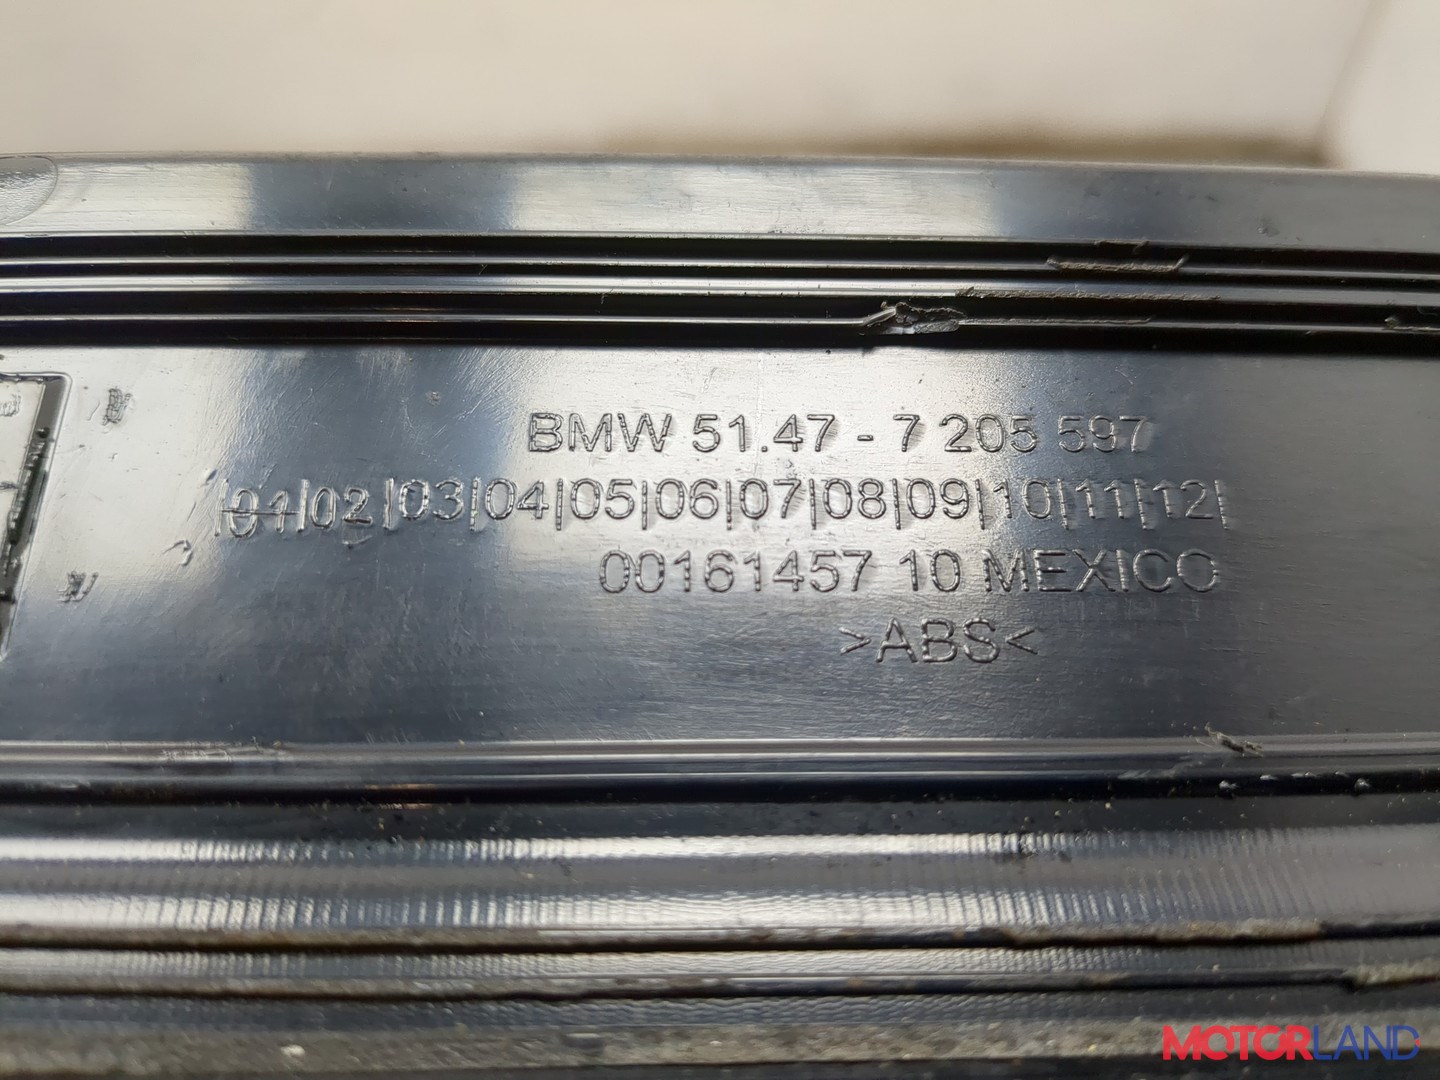 BMW 51.47 - 7 205 597
|01|02|03|04|05|06|07|08|09|10|11|12|
00161457 10 MEXICO
>ABS<
MOTORLAND